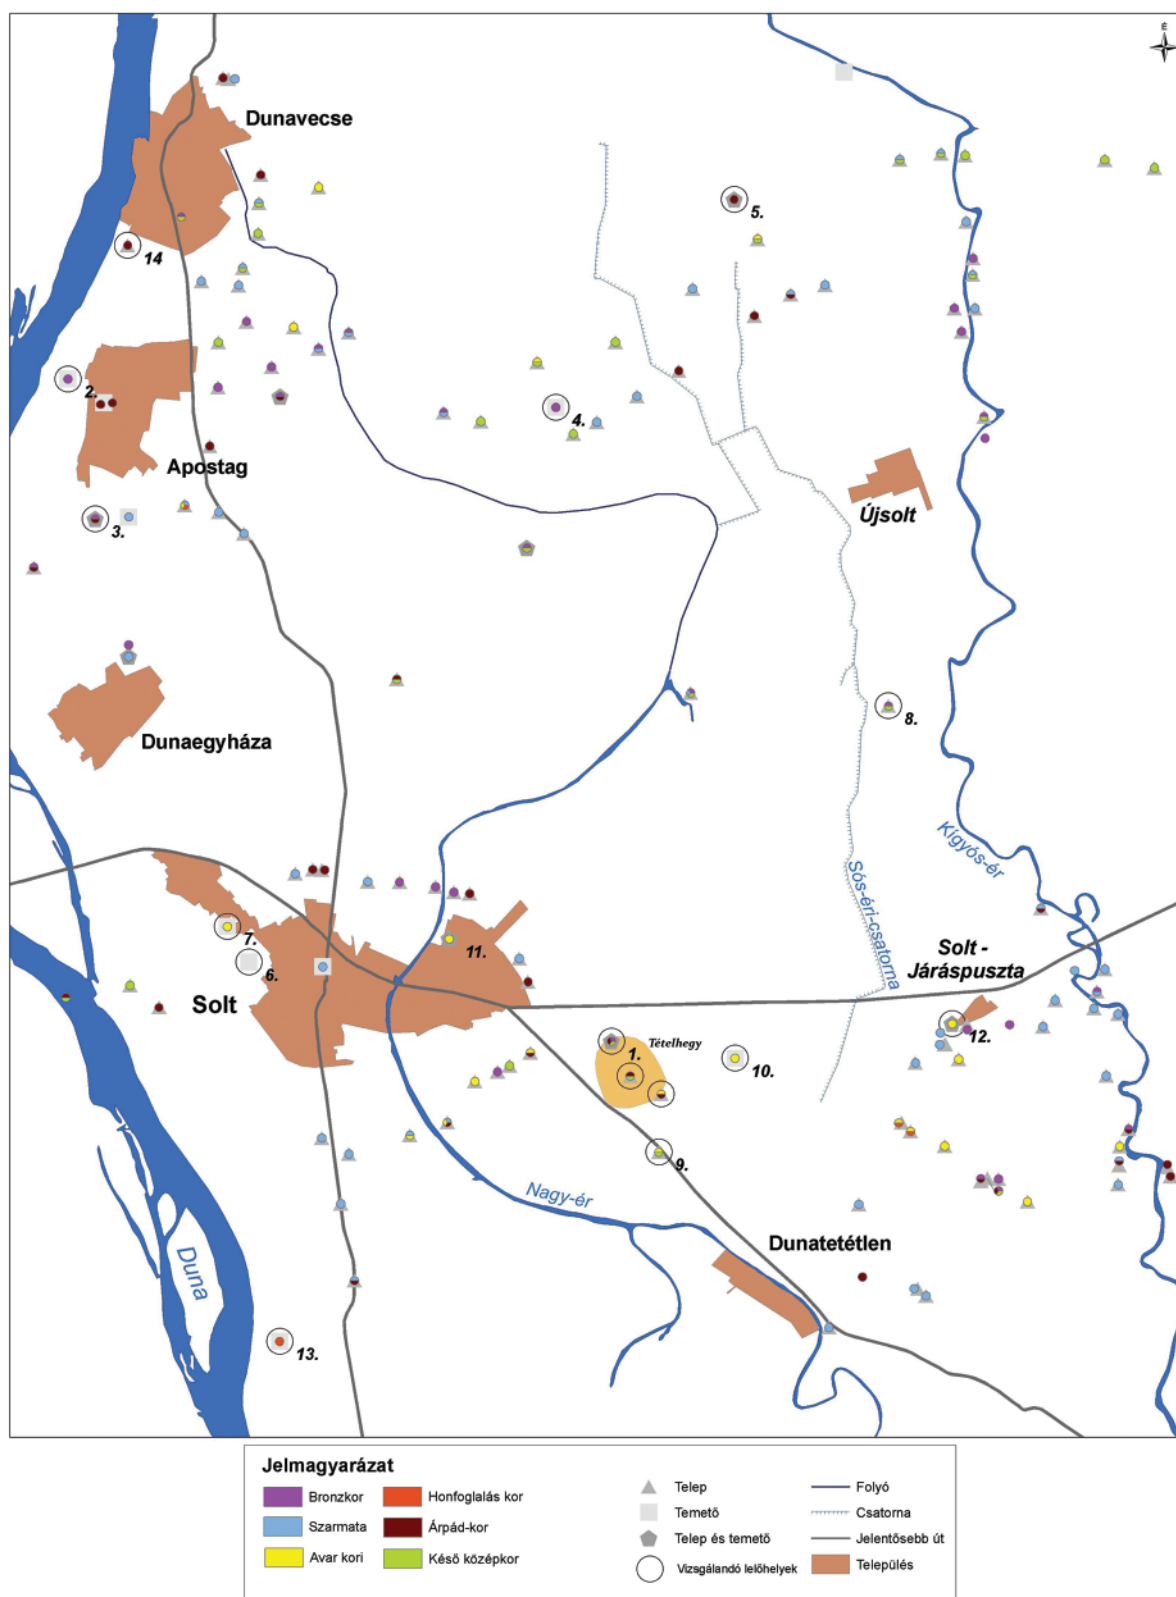 É
Dunavecse
5.
14
2.
4.
Apostag
Újsolt
3.
8.
Dunaegyháza
Kígyós-ér
Sós-éri-csatorna
7.
11.
Solt -
Járáspuszta
6.
Solt
12.
Tételhegy
1.
10.
9.
Nagy-ér
Dunatetétlen
Duna
13.
Jelmagyarázat
Bronzkor
Honfoglalás kor
Szarmata
Árpád-kor
Avar kori
Késő középkor
Telep
Temető
Telep és temető
Vizsgálandó lelőhelyek
Folyó
Csatorna
Jelentősebb út
Település